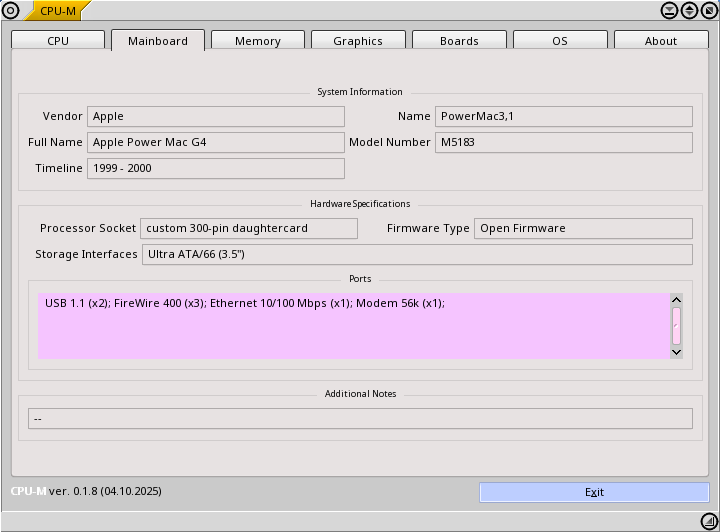 CPU-M
CPU Mainboard Memory Graphics Boards OS About
System Information
Vendor Apple Name PowerMac3,1
Full Name Apple Power Mac G4 Model Number M5183
Timeline 1999 - 2000
Hardware Specifications
Processor Socket custom 300-pin daughtercard Firmware Type Open Firmware
Storage Interfaces Ultra ATA/66 (3.5")
Ports
USB 1.1 (x2); FireWire 400 (x3); Ethernet 10/100 Mbps (x1); Modem 56k (x1);
Additional Notes
--
CPU-M ver. 0.1.8 (04.10.2025) Exit